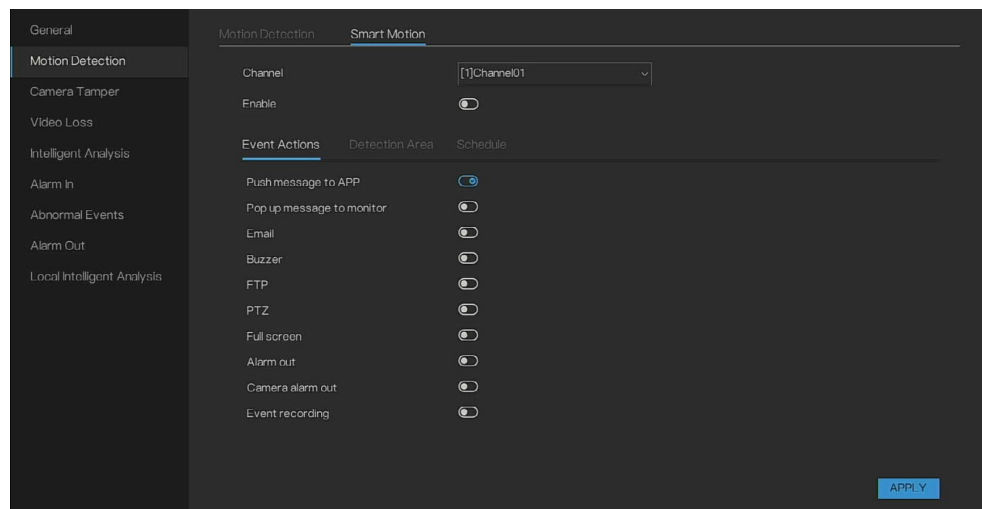 General
Motion Detection
Camera Tamper
Video Loss
Intelligent Analysis
Alarm In
Abnormal Events
Alarm Out
Local Intelligent Analysis
Motion Detection Smart Motion
Channel [1]Channel01
Enable
Event Actions Detection Area Schedule
Push message to APP
Pop up message to monitor
Email
Buzzer
FTP
PTZ
Full screen
Alarm out
Camera alarm out
Event recording
APPLY